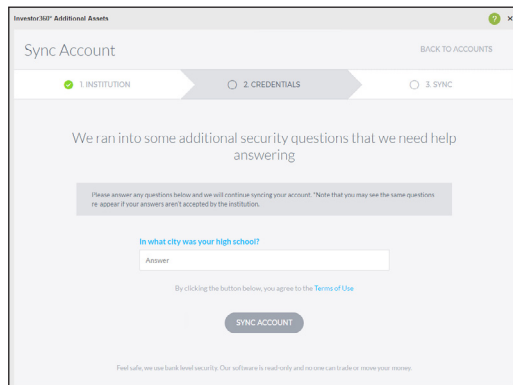 Investor360° Additional Assets
Sync Account
BACK TO ACCOUNTS
1. INSTITUTION
2. CREDENTIALS
3. SYNC
We ran into some additional security questions that we need help
answering
Please answer any questions below and we will continue syncing your account. *Note that you may see the same questions
re-appear if your answers aren't accepted by the institution.
In what city was your high school?
Answer
By clicking the button below, you agree to the Terms of Use
SYNC ACCOUNT
Feel safe, we use bank level security. Our software is read-only and no one can trade or move your money.